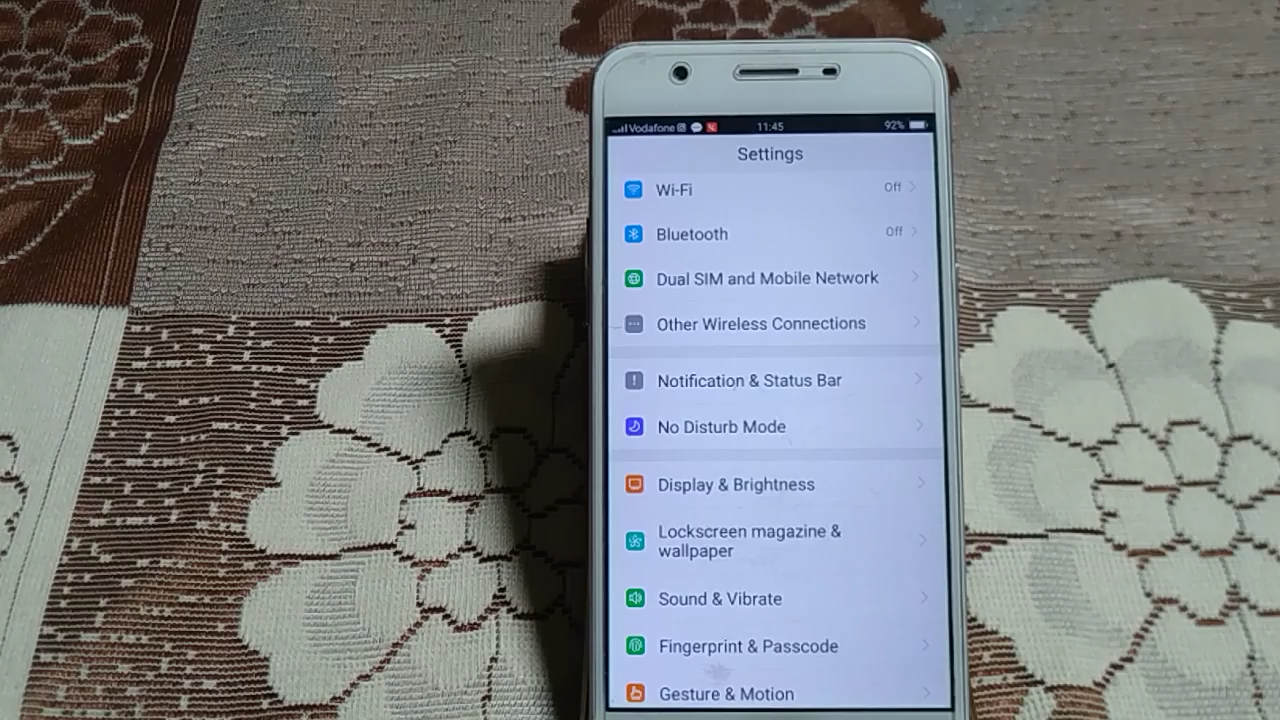 Vodafone 11:45 92%
Settings
Wi-Fi Off
Bluetooth Off
Dual SIM and Mobile Network
Other Wireless Connections
Notification & Status Bar
No Disturb Mode
Display & Brightness
Lockscreen magazine &
wallpaper
Sound & Vibrate
Fingerprint & Passcode
Gesture & Motion